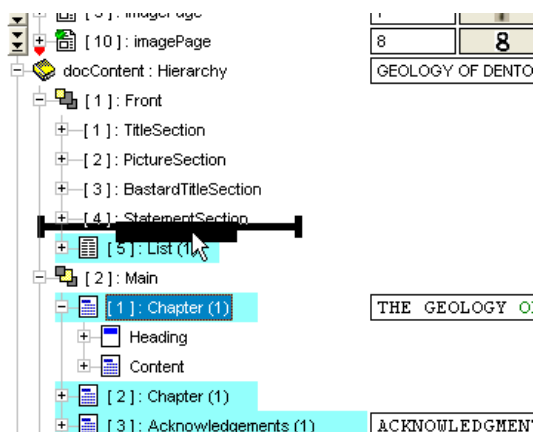 [ 10 ] : imagePage
8
8
docContent : Hierarchy
GEOLOGY OF DENTO
[ 1 ] : Front
[ 1 ] : TitleSection
[ 2 ] : PictureSection
[ 3 ] : BastardTitleSection
[ 4 ] : StatementSection
[ 5 ] : List (1)
[ 2 ] : Main
[ 1 ] : Chapter (1)
THE GEOLOGY O
Heading
Content
[ 2 ] : Chapter (1)
[ 3 ] : Acknowledgements (1)
ACKNOWLEDGMENT